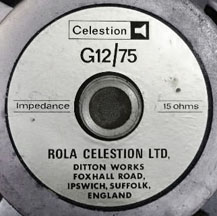 Celestion
G12/75
Impedance 15 ohms
ROLA CELESTION LTD,
DITTON WORKS
FOXHALL ROAD,
IPSWICH, SUFFOLK,
ENGLAND